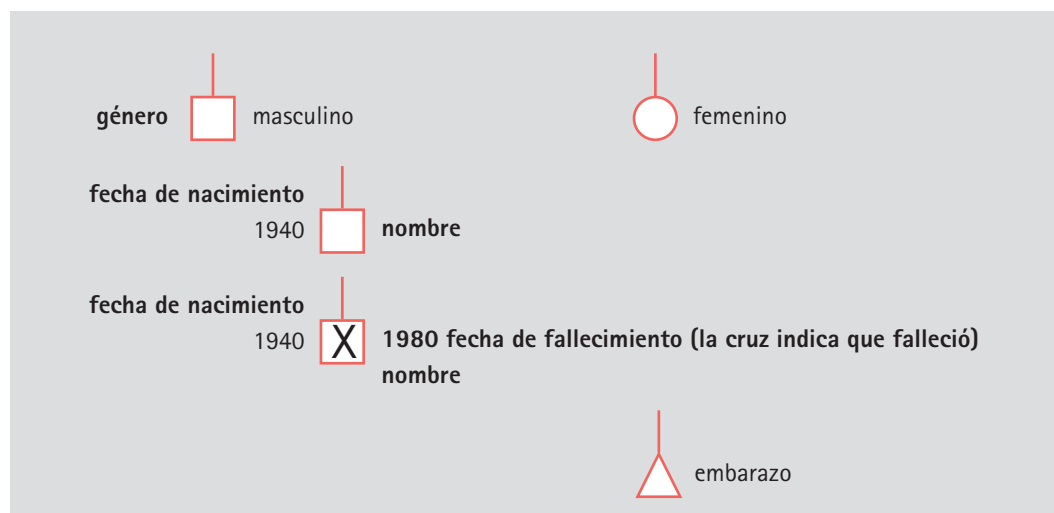 género masculino femenino
fecha de nacimiento
1940 nombre
fecha de nacimiento
1940 X 1980 fecha de fallecimiento (la cruz indica que falleció)
nombre
embarazo